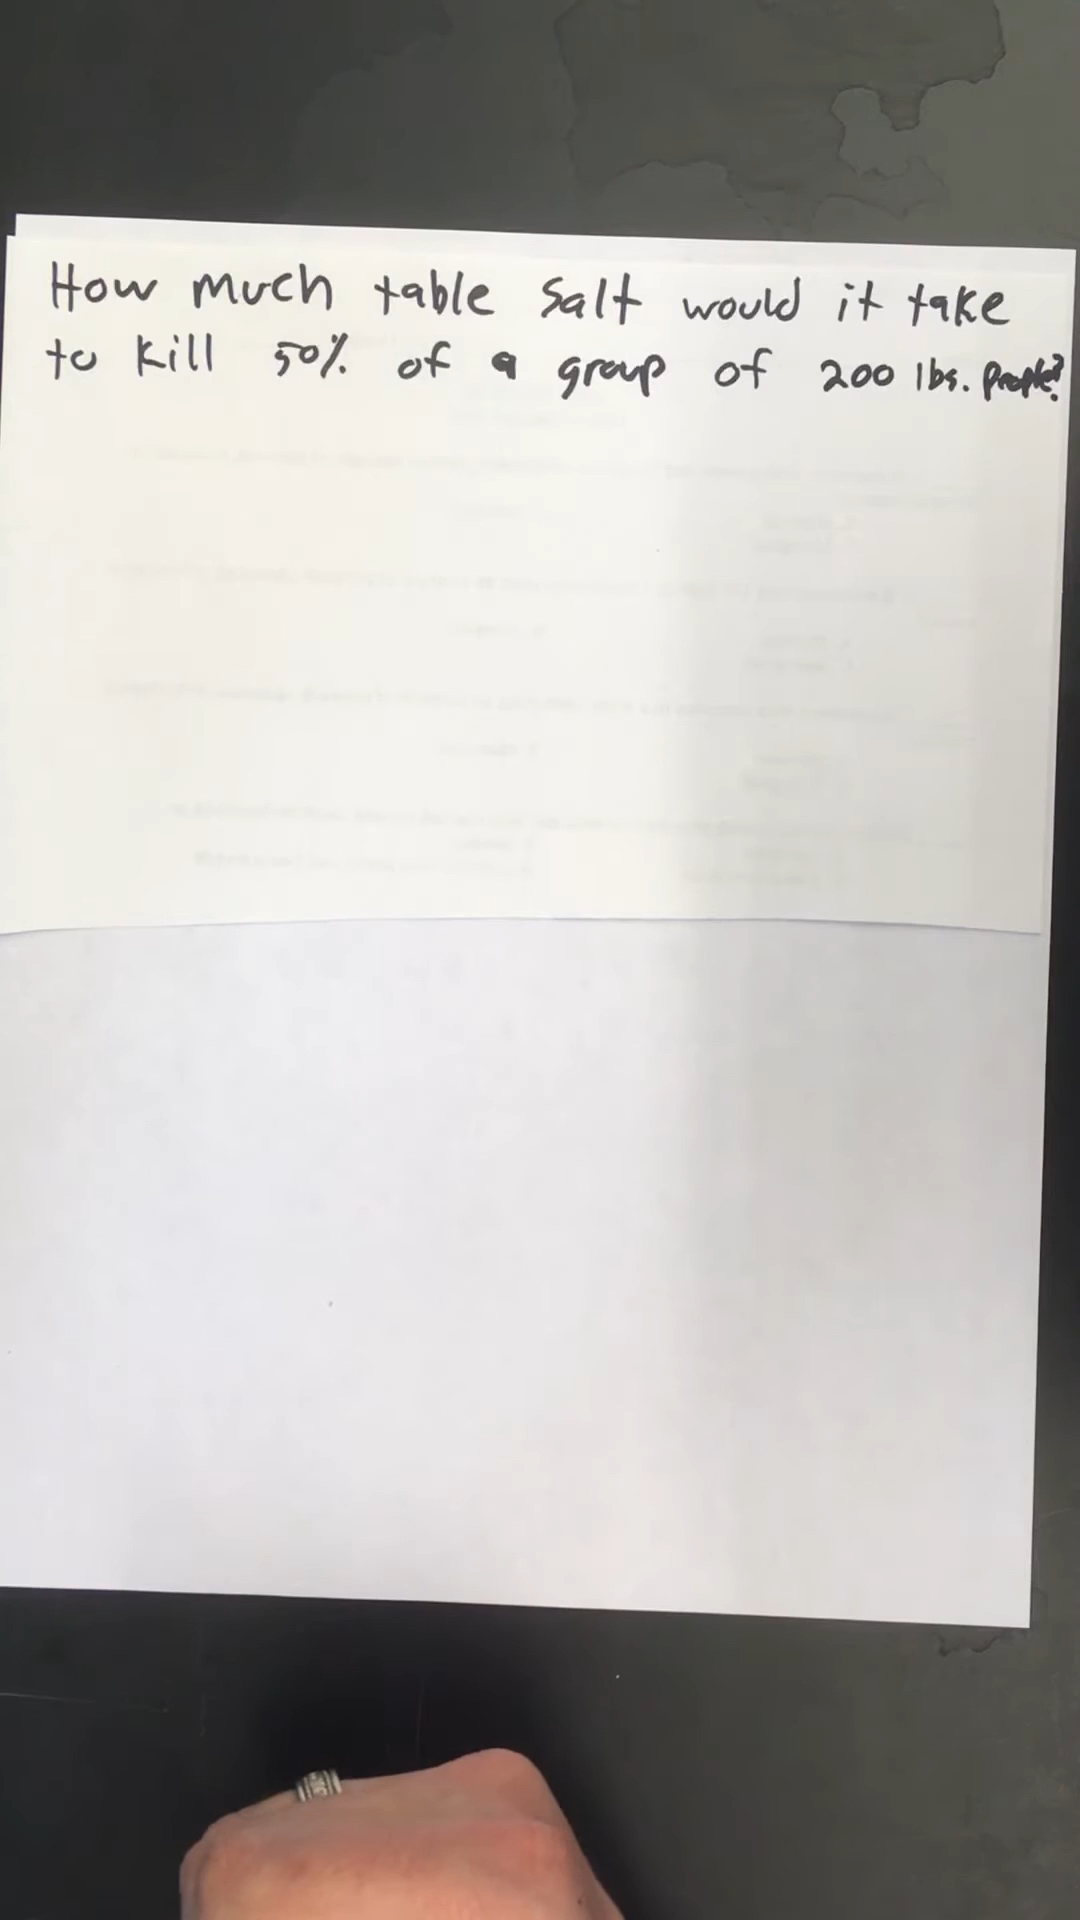 How much table salt would it take
to kill 50% of a group of 200 lbs. people?